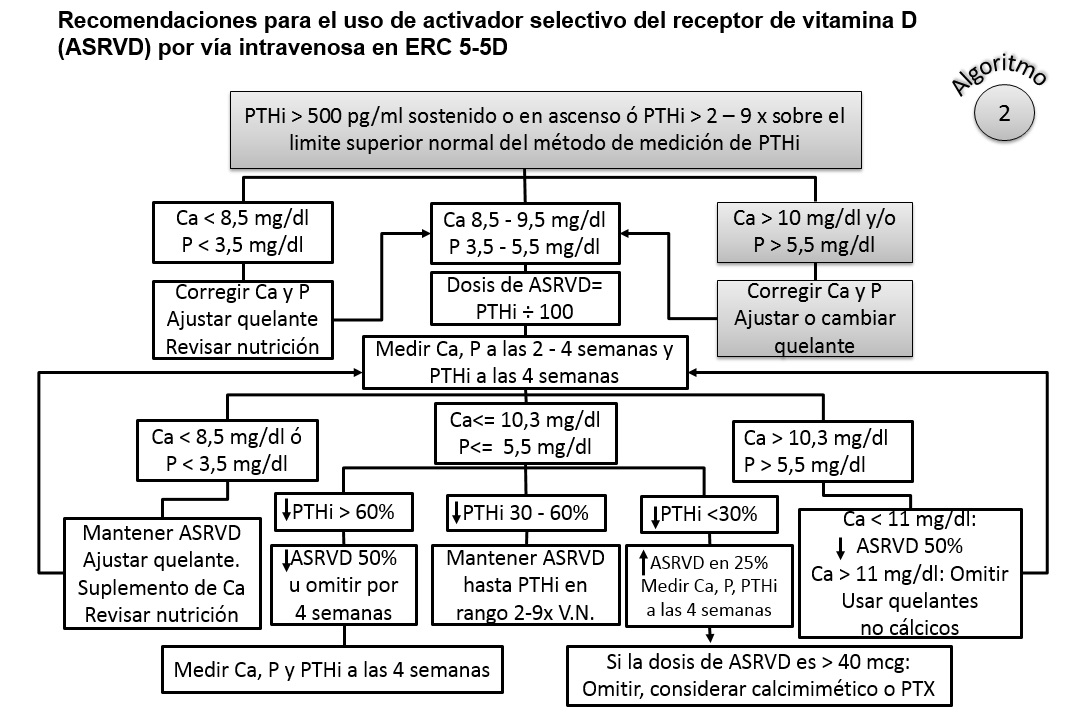 Recomendaciones para el uso de activador selectivo del receptor de vitamina D
(ASRVD) por vía intravenosa en ERC 5-5D
Algoritmo
2
PTHi > 500 pg/ml sostenido o en ascenso ó PTHi > 2 – 9 x sobre el
limite superior normal del método de medición de PTHi
Ca < 8,5 mg/dl
P < 3,5 mg/dl
Ca 8,5 - 9,5 mg/dl
P 3,5 - 5,5 mg/dl
Ca > 10 mg/dl y/o
P > 5,5 mg/dl
Corregir Ca y P
Ajustar quelante
Revisar nutrición
Dosis de ASRVD=
PTHi ÷ 100
Corregir Ca y P
Ajustar o cambiar
quelante
Medir Ca, P a las 2 - 4 semanas y
PTHi a las 4 semanas
Ca < 8,5 mg/dl ó
P < 3,5 mg/dl
Ca<= 10,3 mg/dl
P<= 5,5 mg/dl
Ca > 10,3 mg/dl
P > 5,5 mg/dl
Mantener ASRVD
Ajustar quelante.
Suplemento de Ca
Revisar nutrición
↓PTHi > 60%
↓PTHi 30 - 60%
↓PTHi <30%
↓ASRVD 50%
u omitir por
4 semanas
Mantener ASRVD
hasta PTHi en
rango 2-9x V.N.
↑ASRVD en 25%
Medir Ca, P, PTHi
a las 4 semanas
Ca < 11 mg/dl:
↓ ASRVD 50%
Ca > 11 mg/dl: Omitir
Usar quelantes
no cálcicos
Medir Ca, P y PTHi a las 4 semanas
Si la dosis de ASRVD es > 40 mcg:
Omitir, considerar calcimimético o PTX